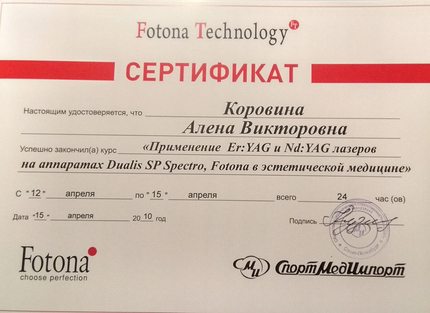 Fotona Technology
СЕРТИФИКАТ
Настоящим удостоверяется, что Коровина
Алена Викторовна
Успешно закончил(а) курс «Применение Er:YAG и Nd:YAG лазеров
на аппаратах Dualis SP Spectro, Fotona в эстетической медицине»
С "12" апреля по "15" апреля всего 24 час (ов)
Дата "15" апреля 2010 год Подпись
Fotona
choose perfection
МИ СпортМедИмпорт